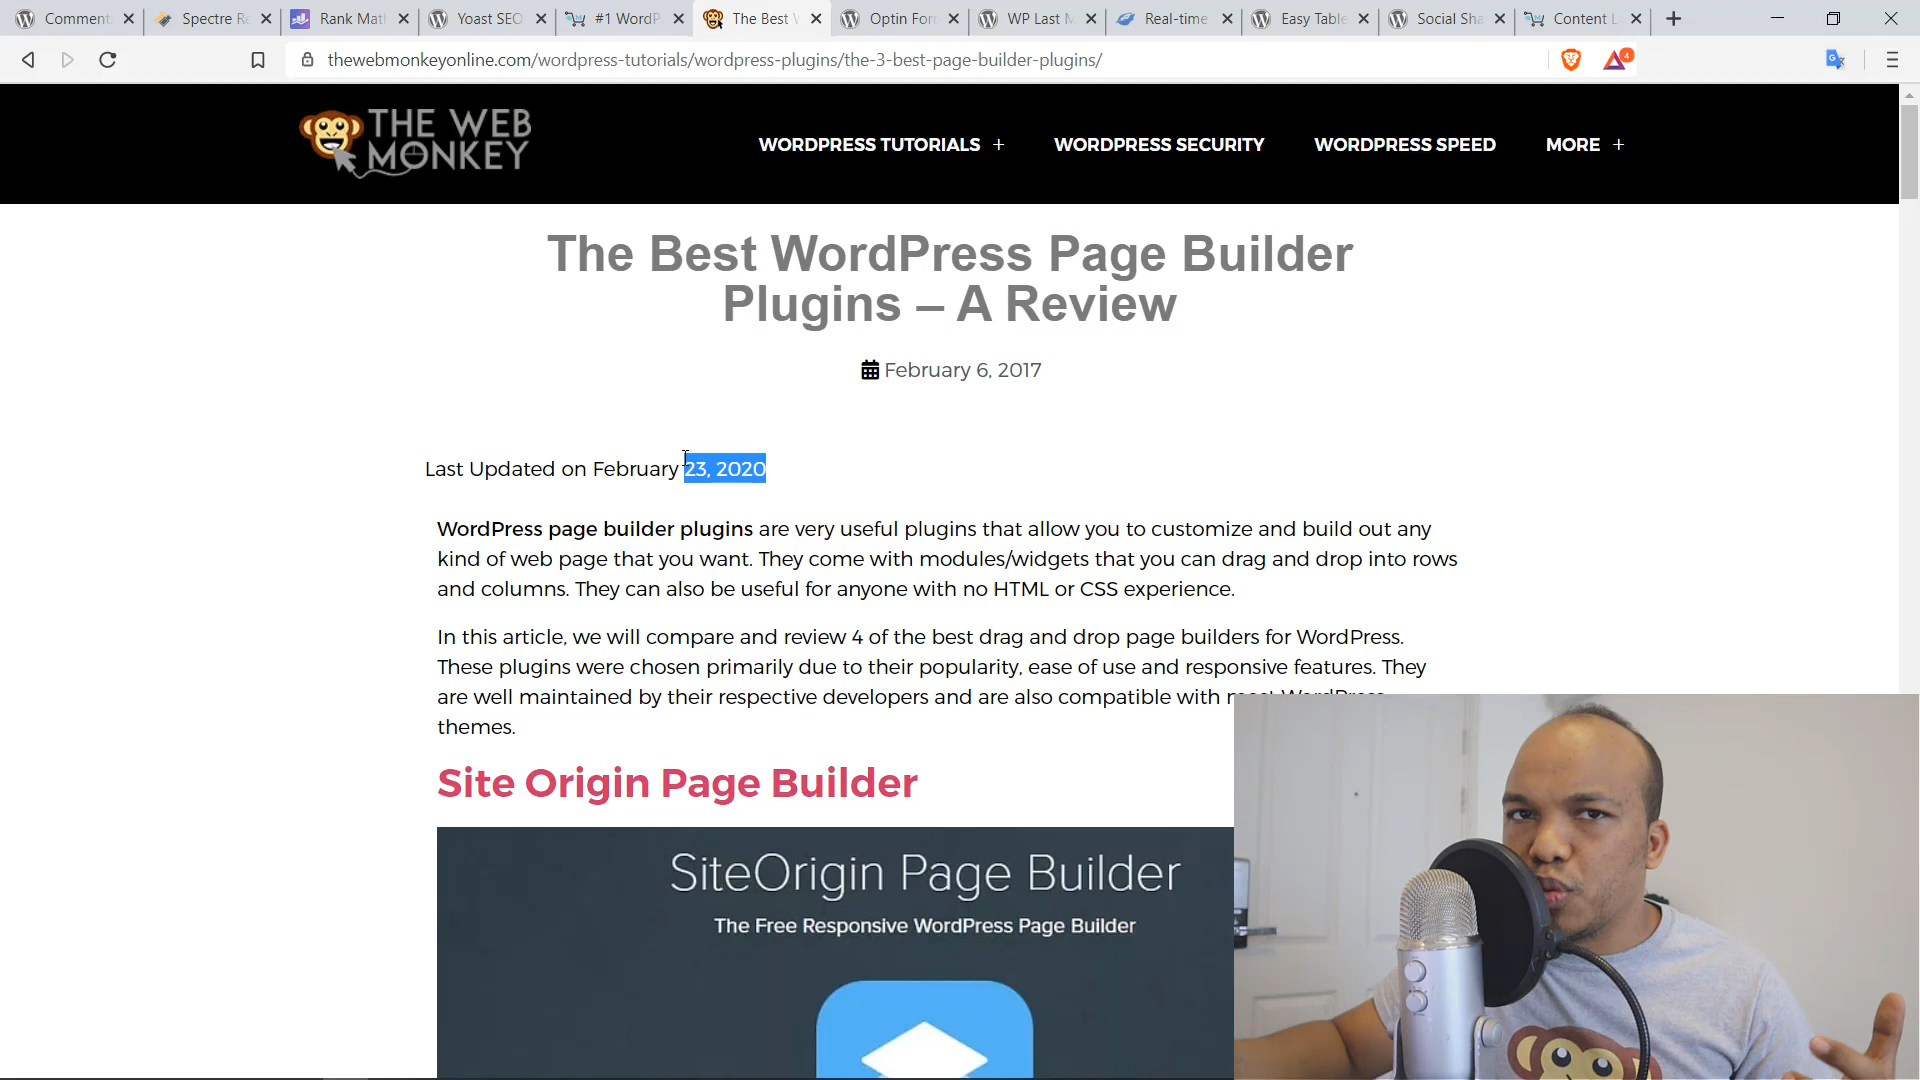 Comment
Spectre R
Rank Mat
Yoast SEO
#1 WordP
The Best
Optin For
WP Last
Real-time
Easy Table
Social Sha
Content L
thewebmonkeyonline.com/wordpress-tutorials/wordpress-plugins/the-3-best-page-builder-plugins/
4
THE WEB
MONKEY
WORDPRESS TUTORIALS +
WORDPRESS SECURITY
WORDPRESS SPEED
MORE +
The Best WordPress Page Builder
Plugins – A Review
February 6, 2017
Last Updated on February 23, 2020
WordPress page builder plugins are very useful plugins that allow you to customize and build out any
kind of web page that you want. They come with modules/widgets that you can drag and drop into rows
and columns. They can also be useful for anyone with no HTML or CSS experience.
In this article, we will compare and review 4 of the best drag and drop page builders for WordPress.
These plugins were chosen primarily due to their popularity, ease of use and responsive features. They
are well maintained by their respective developers and are also compatible with most WordPress
themes.
Site Origin Page Builder
SiteOrigin Page Builder
The Free Responsive WordPress Page Builder